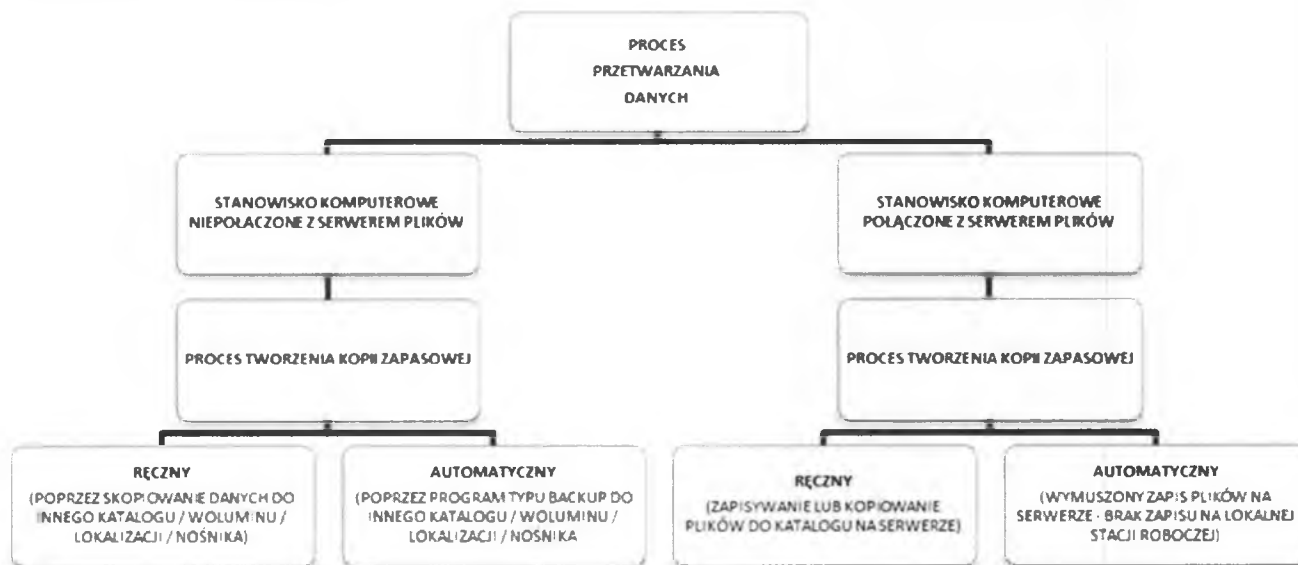 PROCES
PRZETWARZANIA
DANYCH
STANOWISKO KOMPUTEROWE
NIEPOŁACZONE Z SERWEREM PLIKÓW
STANOWISKO KOMPUTEROWE
POŁĄCZONE Z SERWEREM PLIKÓW
PROCES TWORZENIA KOPII ZAPASOWEJ
PROCES TWORZENIA KOPII ZAPASOWEJ
RĘCZNY
(POPRZEZ SKOPIOWANIE DANYCH DO
INNEGO KATALOGU / WOLUMINU /
LOKALIZACJI / NOŚNIKA)
AUTOMATYCZNY
(POPRZEZ PROGRAM TYPU BACKUP DO
INNEGO KATALOGU / WOLUMINU /
LOKALIZACJI / NOŚNIKA
RĘCZNY
(ZAPISYWANIE LUB KOPIOWANIE
PLIKÓW DO KATALOGU NA SERWERZE)
AUTOMATYCZNY
(WYMUSZONY ZAPIS PLIKÓW NA
SERWERZE - BRAK ZAPISU NA LOKALNEJ
STACJI ROBOCZEJ)